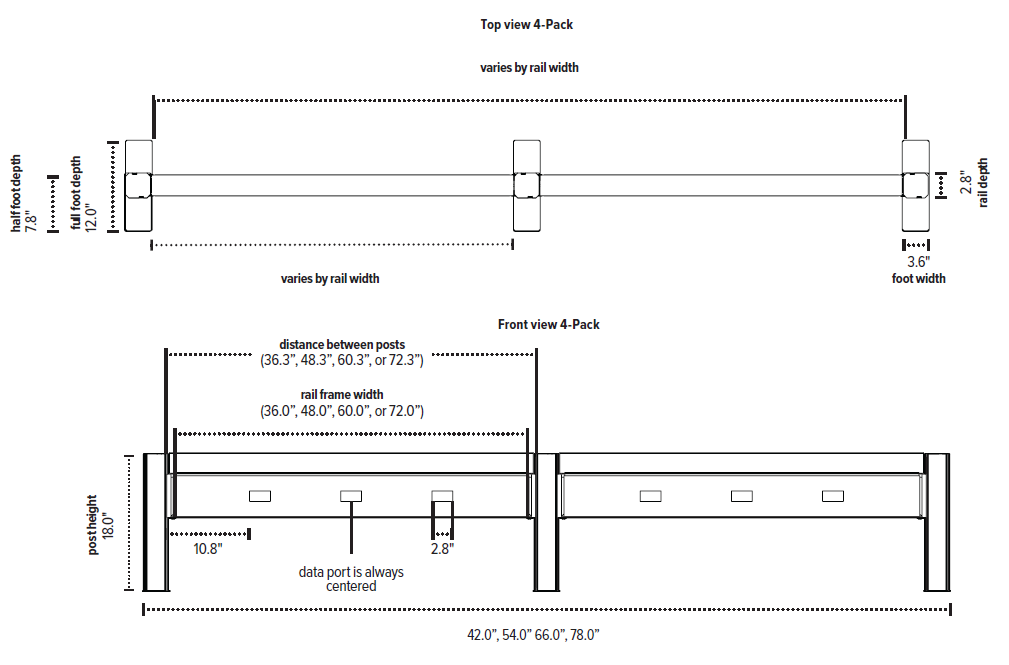 Top view 4-Pack
varies by rail width
half foot depth
7.8"
full foot depth
12.0"
2.8"
rail depth
3.6"
foot width
varies by rail width
Front view 4-Pack
distance between posts
(36.3”, 48.3”, 60.3”, or 72.3”)
rail frame width
(36.0”, 48.0”, 60.0”, or 72.0”)
post height
18.0"
10.8"
2.8"
data port is always
centered
42.0”, 54.0” 66.0”, 78.0”